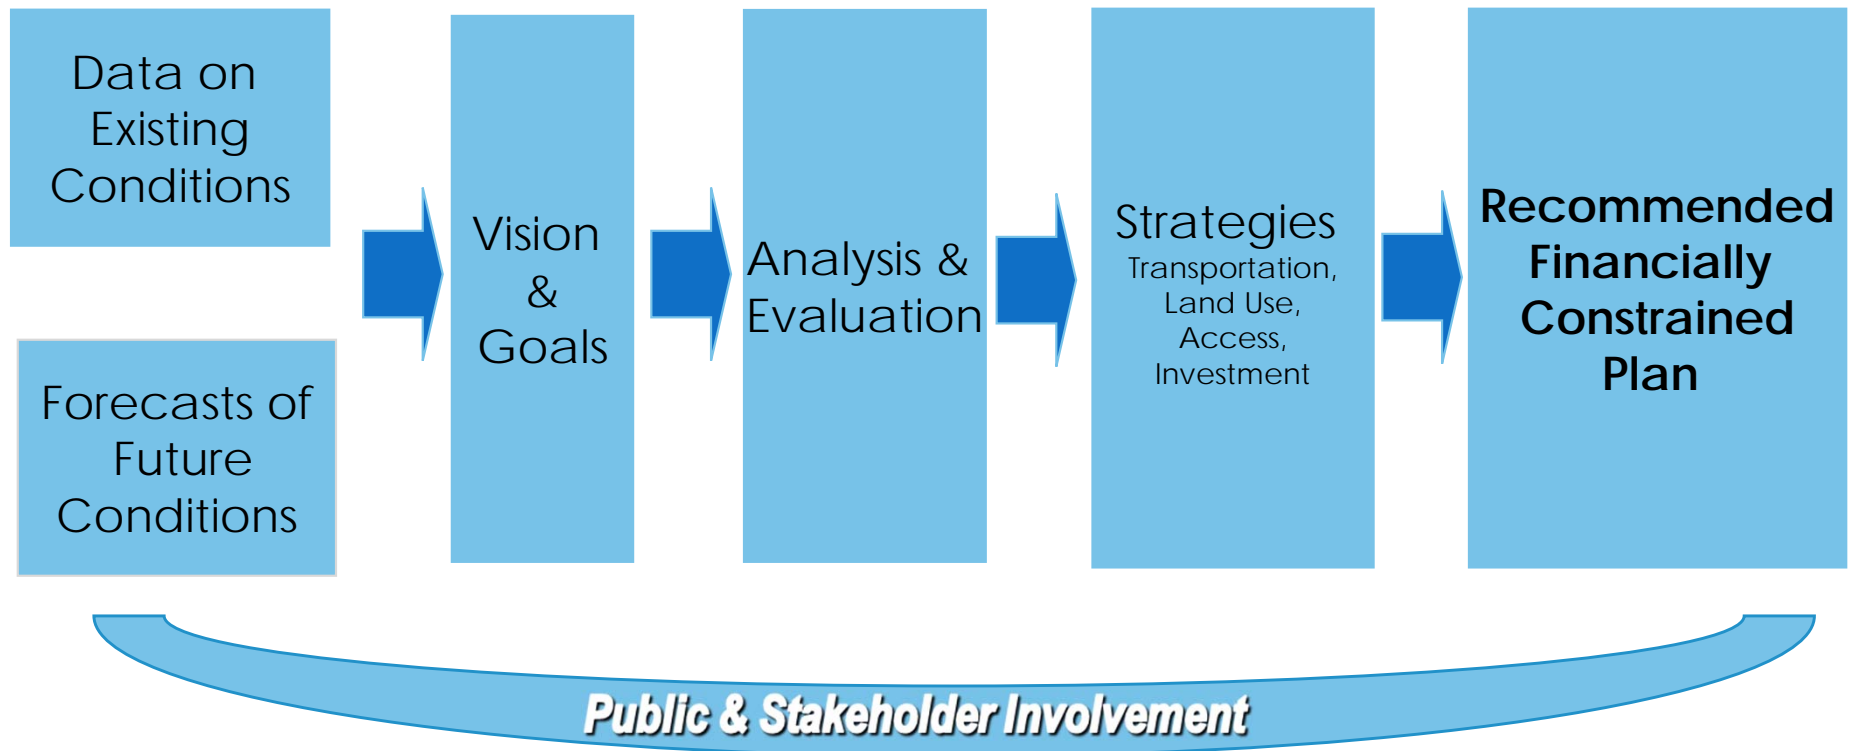 Data on
Existing
Conditions
Forecasts of
Future
Conditions
Vision
&
Goals
Analysis &
Evaluation
Strategies
Transportation,
Land Use,
Access,
Investment
Recommended
Financially
Constrained
Plan
Public & Stakeholder Involvement